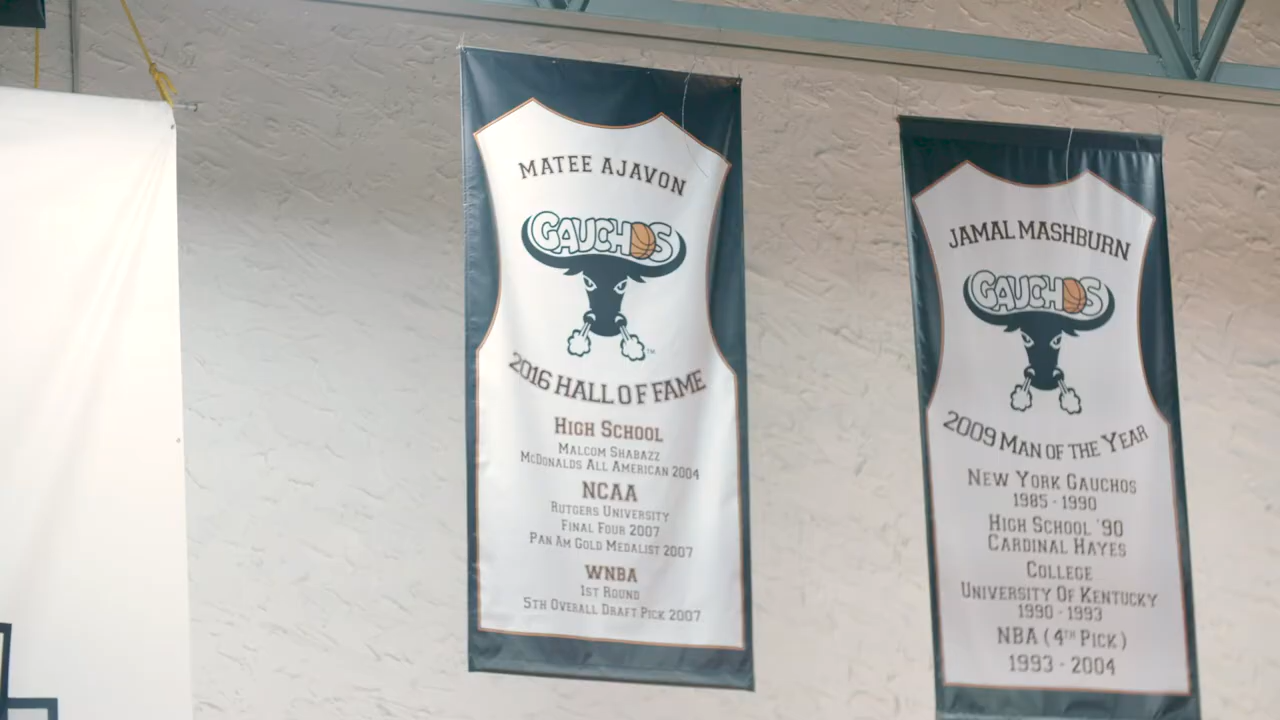 MATEE AJAVON
GAUCHOS
TM
2016 HALL OF FAME
HIGH SCHOOL
MALCOM SHABAZZ
MCDONALDS ALL AMERICAN 2004
NCAA
RUTGERS UNIVERSITY
FINAL FOUR 2007
PAN AM GOLD MEDALIST 2007
WNBA
1ST ROUND
5TH OVERALL DRAFT PICK 2007
JAMAL MASHBURN
GAUCHOS
2009 MAN OF THE YEAR
NEW YORK GAUCHOS
1985 - 1990
HIGH SCHOOL '90
CARDINAL HAYES
COLLEGE
UNIVERSITY OF KENTUCKY
1990 - 1993
NBA (4TH PICK)
1993 - 2004